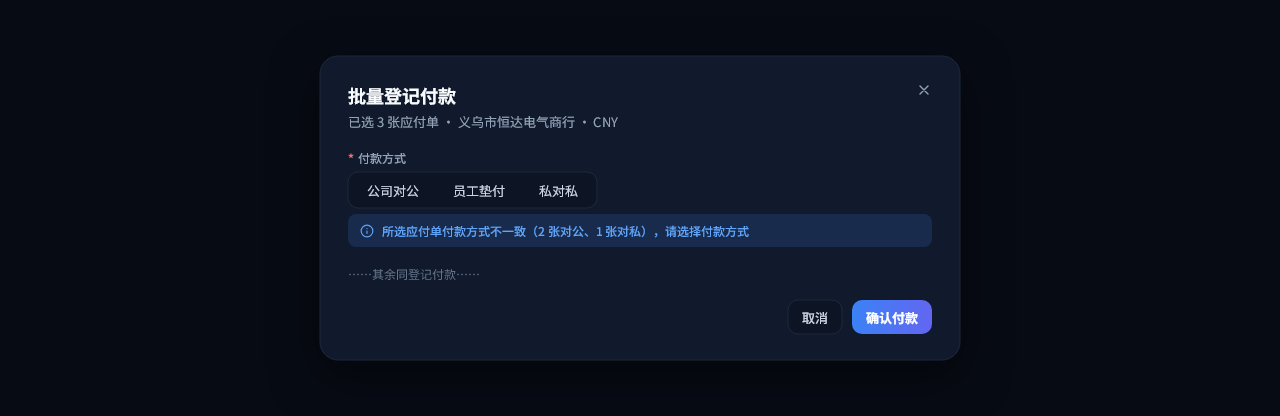 批量登记付款
已选 3 张应付单 · 义乌市恒达电气商行 · CNY
* 付款方式
公司对公 员工垫付 私对私
所选应付单付款方式不一致（2 张对公、1 张对私），请选择付款方式
……其余同登记付款……
取消 确认付款